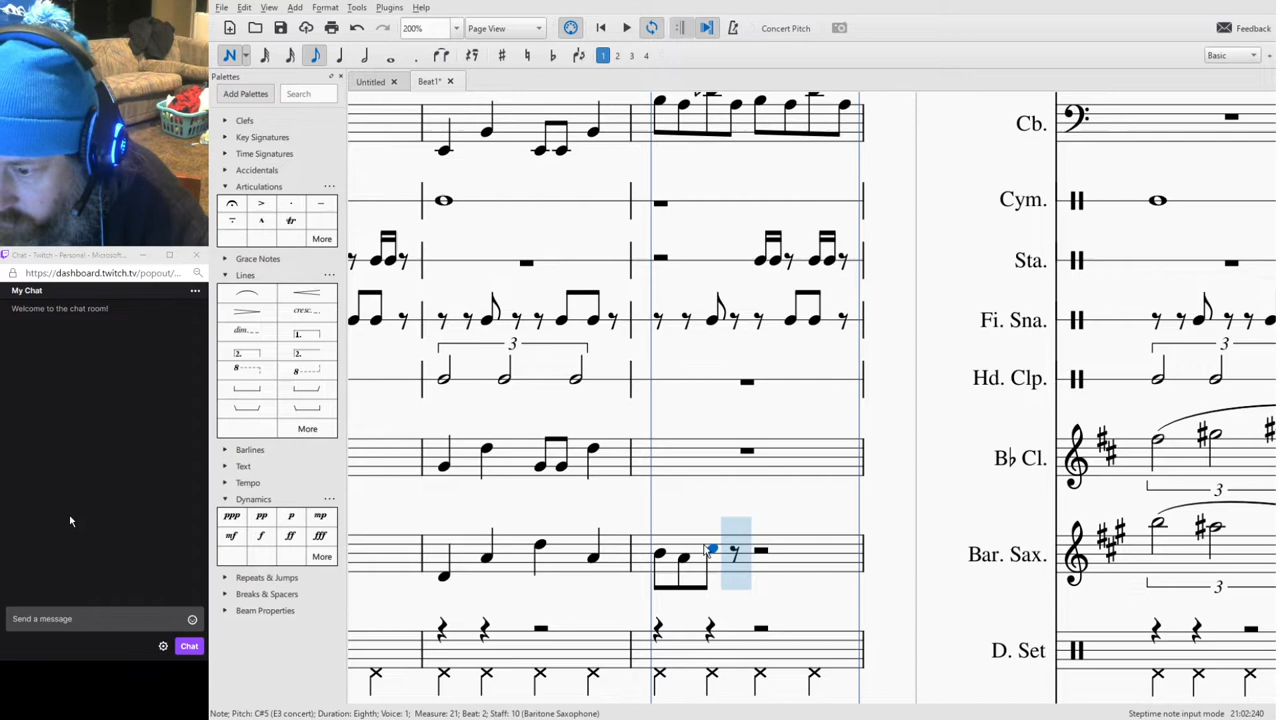 File Edit View Add Format Tools Plugins Help
200% Page View Concert Pitch Feedback
1 2 3 4 Basic
Palettes
Untitled Beat1*
Add Palettes Search
Clefs
Key Signatures
Time Signatures
Accidentals
Articulations
tr
More
Grace Notes
Lines
cresc.
dim. 1.
2. 2.
8 8
More
Barlines
Text
Tempo
Dynamics
ppp pp p mp
mf f ff fff
More
Repeats & Jumps
Breaks & Spacers
Beam Properties
Chat - Twitch - Personal - Microsoft...
https://dashboard.twitch.tv/popout/...
My Chat
Welcome to the chat room!
Send a message
Chat
Cb.
Cym.
Sta.
Fi. Sna.
3
3
Hd. Clp.
B♭ Cl.
3
Bar. Sax.
3
D. Set
Note; Pitch: C#5 (E3 concert); Duration: Eighth; Voice: 1; Measure: 21; Beat: 2; Staff: 10 (Baritone Saxophone)
Steptime note input mode 21:02:240